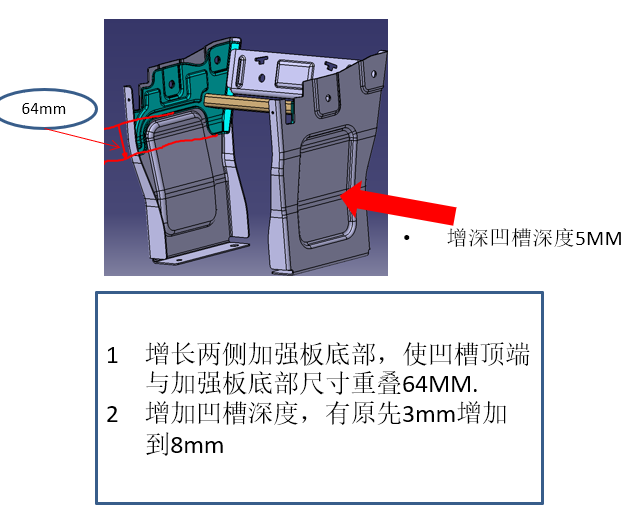 64mm
• 增深凹槽深度5MM
1 增长两侧加强板底部，使凹槽顶端
与加强板底部尺寸重叠64MM.
2 增加凹槽深度，有原先3mm增加
到8mm